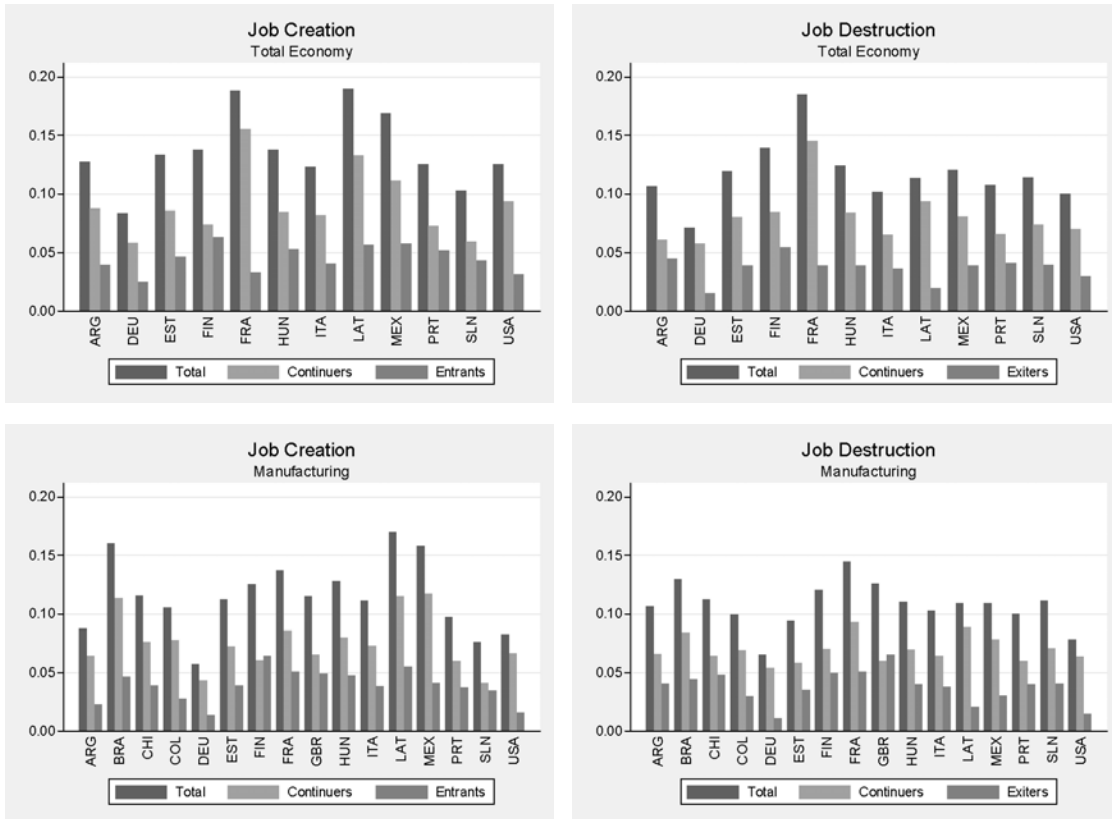 Job Creation
Total Economy
0.20
0.15
0.10
0.05
0.00
ARG DEU EST FIN FRA HUN ITA LAT MEX PRT SLN USA
Total Continuers Entrants
Job Destruction
Total Economy
0.20
0.15
0.10
0.05
0.00
ARG DEU EST FIN FRA HUN ITA LAT MEX PRT SLN USA
Total Continuers Exiters
Job Creation
Manufacturing
0.20
0.15
0.10
0.05
0.00
ARG BRA CHI COL DEU EST FIN FRA GBR HUN ITA LAT MEX PRT SLN USA
Total Continuers Entrants
Job Destruction
Manufacturing
0.20
0.15
0.10
0.05
0.00
ARG BRA CHI COL DEU EST FIN FRA GBR HUN ITA LAT MEX PRT SLN USA
Total Continuers Exiters